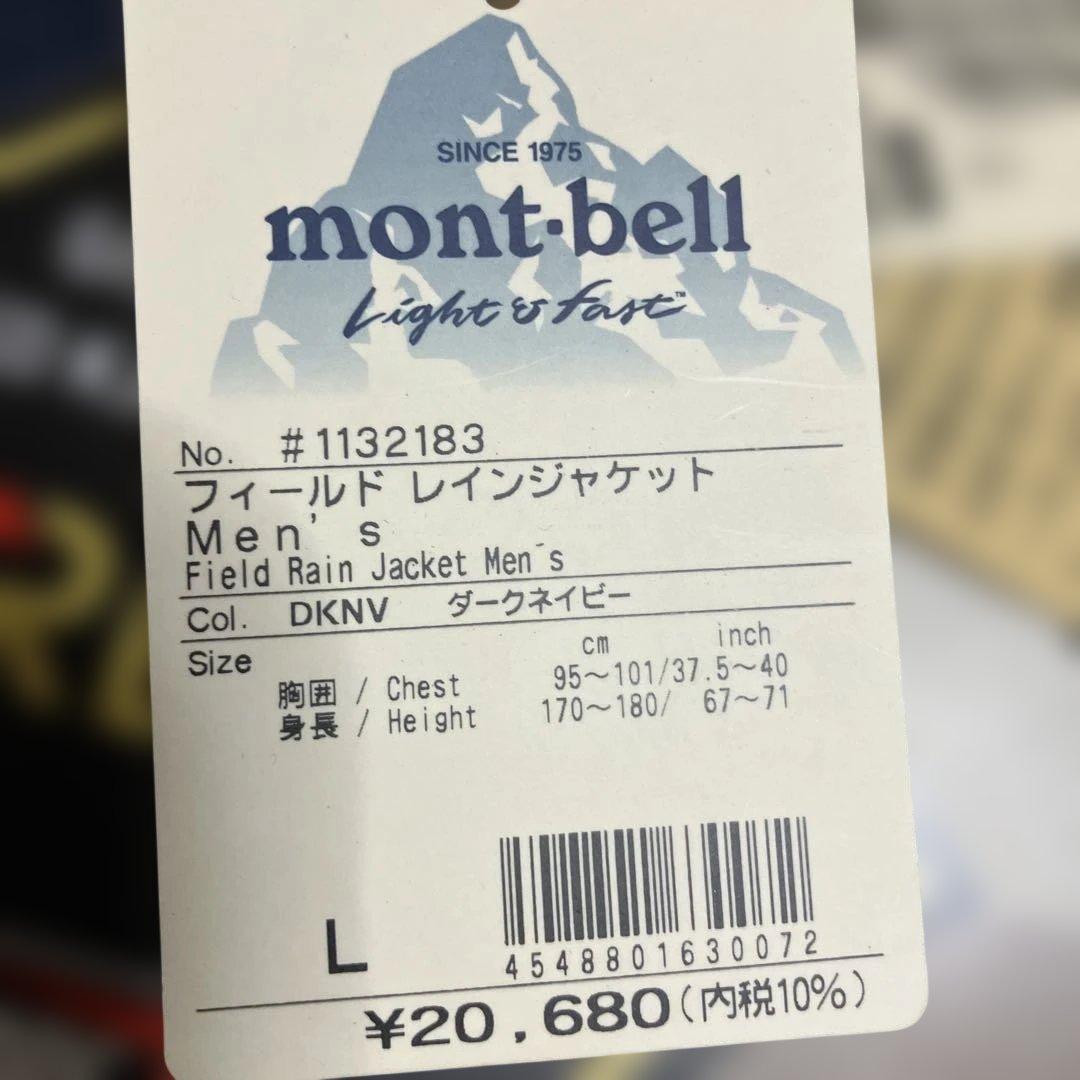 SINCE 1975
mont-bell
Light & Fast™
No. #1132183
フィールド レインジャケット
Men's
Field Rain Jacket Men's
Col. DKNV ダークネイビー
Size cm inch
胸囲 / Chest 95～101/37.5～40
身長 / Height 170～180/ 67～71
L
4548801630072
¥20,680(内税10%)